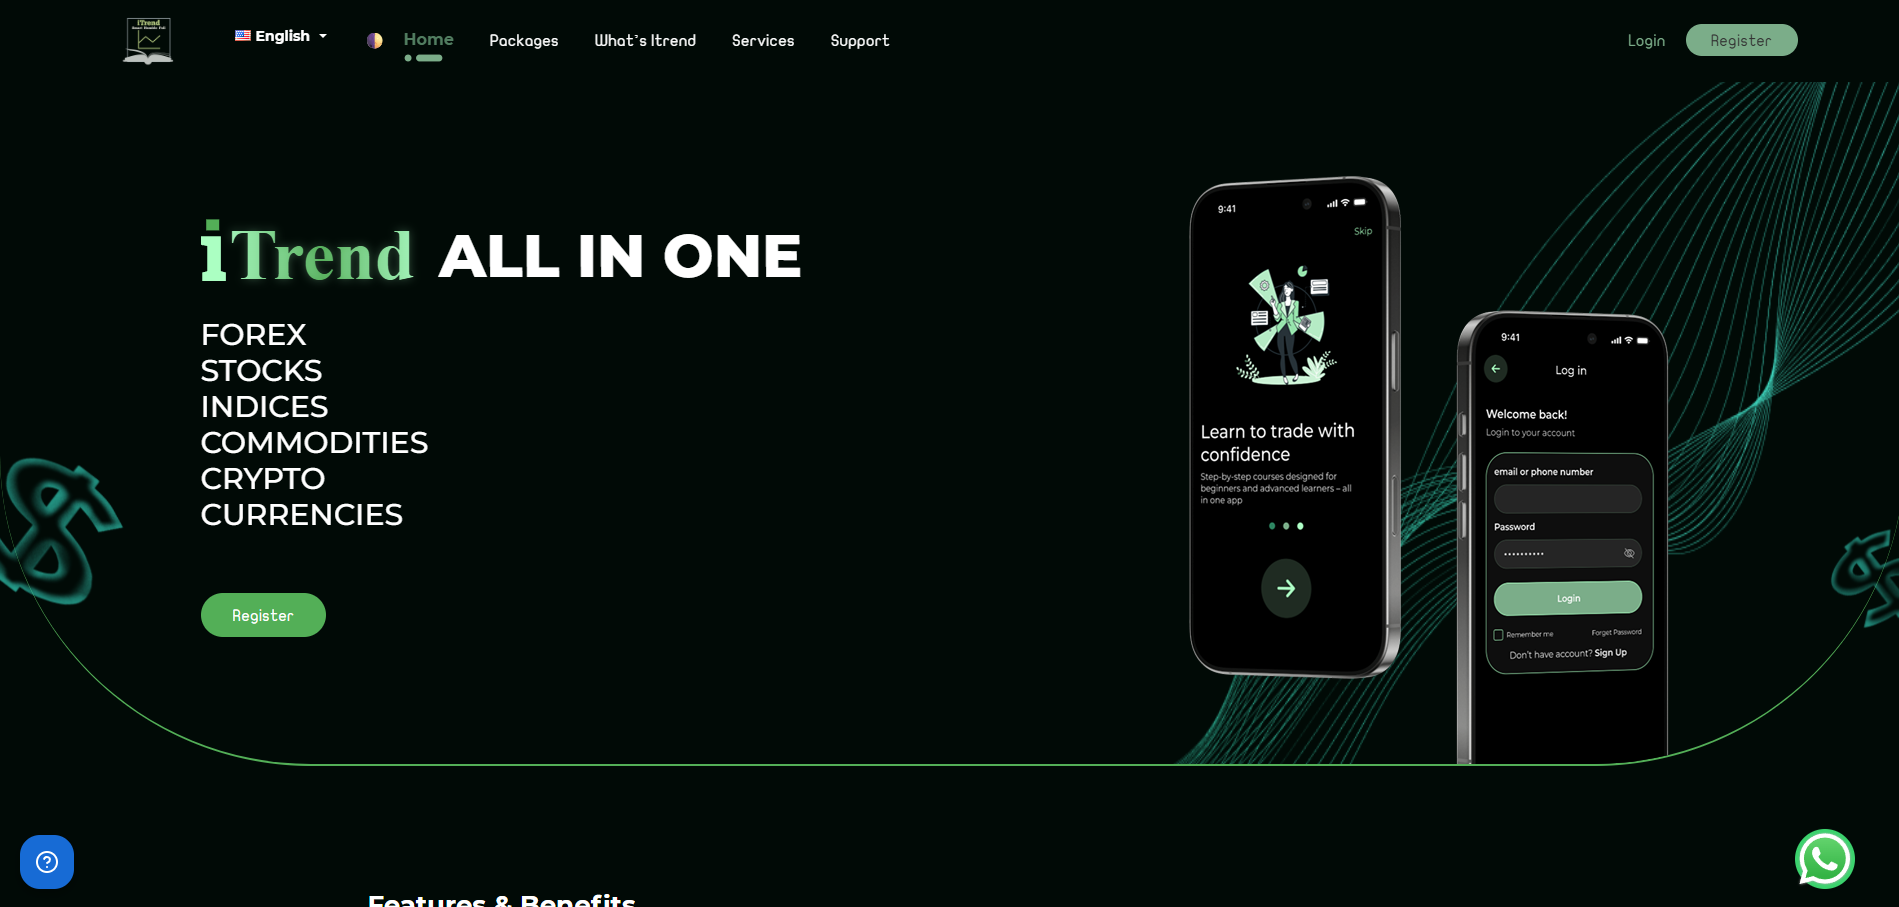 iTrend
English
Home
Packages
What's Itrend
Services
Support
Login
Register
iTrend ALL IN ONE
FOREX
STOCKS
INDICES
COMMODITIES
CRYPTO
CURRENCIES
Register
9:41
Skip
Learn to trade with
confidence
Step-by-step courses designed for
beginners and advanced learners – all
in one app
9:41
Log in
Welcome back!
Login to your account
email or phone number
Password
Login
Remember me
Forget Password
Don't have account? Sign Up
Features & Benefits